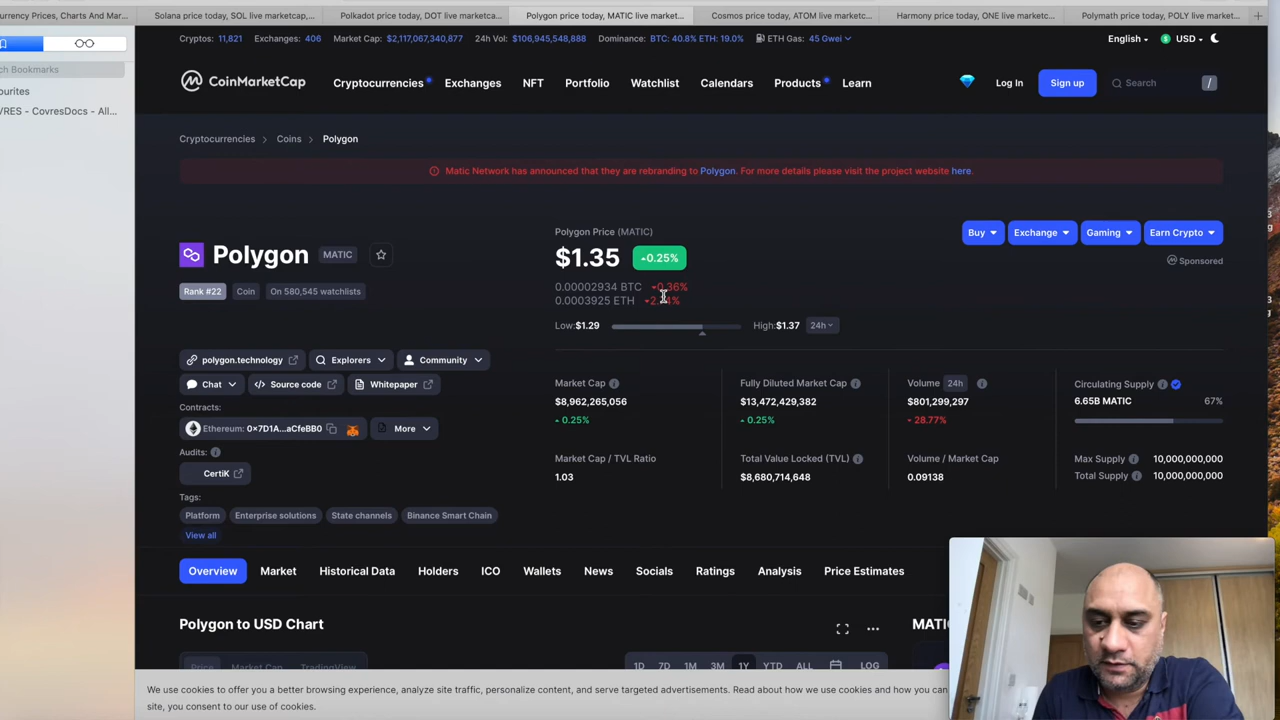 urrency Prices, Charts And Mar...
Solana price today, SOL live marketcap,...
Polkadot price today, DOT live marketca...
Polygon price today, MATIC live market...
Cosmos price today, ATOM live marketc...
Harmony price today, ONE live marketc...
Polymath price today, POLY live market...
ch Bookmarks
ourites
VRES - CovresDocs - All...
Cryptos: 11,821 Exchanges: 406 Market Cap: $2,117,067,340,877 24h Vol: $106,945,548,888 Dominance: BTC: 40.8% ETH: 19.0% ETH Gas: 45 Gwei
English USD
CoinMarketCap
Cryptocurrencies Exchanges NFT Portfolio Watchlist Calendars Products Learn
Log In Sign up Search /
Cryptocurrencies > Coins > Polygon
Matic Network has announced that they are rebranding to Polygon. For more details please visit the project website here.
Polygon MATIC
Rank #22 Coin On 580,545 watchlists
polygon.technology Explorers Community
Chat Source code Whitepaper
Contracts:
Ethereum: 0x7D1A...aCfeBB0 More
Audits:
CertiK
Tags:
Platform Enterprise solutions State channels Binance Smart Chain
View all
Polygon Price (MATIC)
$1.35 0.25%
0.00002934 BTC 0.36%
0.0003925 ETH
Low: $1.29 High: $1.37 24h
Buy Exchange Gaming Earn Crypto
Sponsored
Market Cap
$8,962,265,056
0.25%
Fully Diluted Market Cap
$13,472,429,382
0.25%
Volume 24h
$801,299,297
28.77%
Circulating Supply
6.65B MATIC 67%
Market Cap / TVL Ratio
1.03
Total Value Locked (TVL)
$8,680,714,648
Volume / Market Cap
0.09138
Max Supply 10,000,000,000
Total Supply 10,000,000,000
Overview Market Historical Data Holders ICO Wallets News Socials Ratings Analysis Price Estimates
Polygon to USD Chart
MATIC
Price Market Cap TradingView
1D 7D 1M 3M 1Y YTD ALL LOG
We use cookies to offer you a better browsing experience, analyze site traffic, personalize content, and serve targeted advertisements. Read about how we use cookies and how you can
site, you consent to our use of cookies.